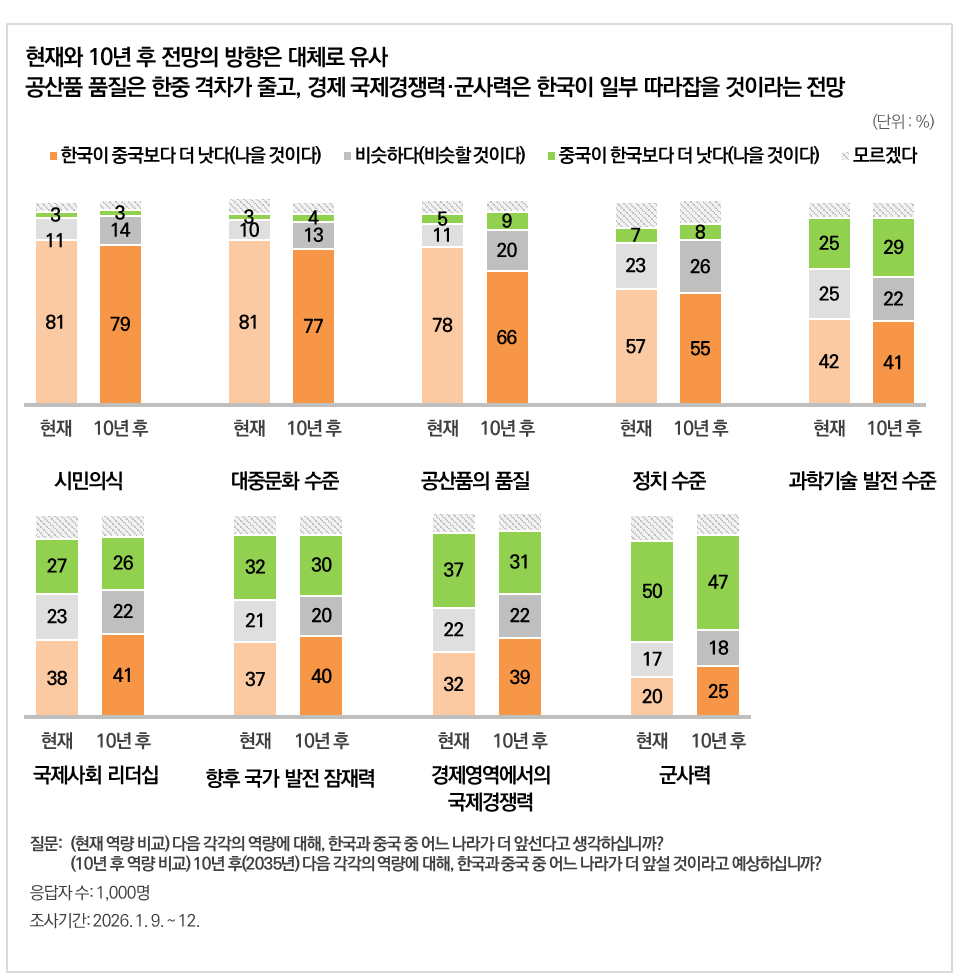 현재와 10년 후 전망의 방향은 대체로 유사
공산품 품질은 한중 격차가 줄고, 경제 국제경쟁력·군사력은 한국이 일부 따라잡을 것이라는 전망
(단위 : %)
한국이 중국보다 더 낫다(나을 것이다) 비슷하다(비슷할것이다) 중국이 한국보다 더 낫다(나을 것이다) 모르겠다
3 3 3 4 5 9 7 8 25 29
11 14 10 13 11 20 23 26 25 22
81 79 81 77 78 66 57 55 42 41
현재 10년 후 현재 10년 후 현재 10년 후 현재 10년 후 현재 10년 후
시민의식 대중문화 수준 공산품의 품질 정치 수준 과학기술 발전 수준
27 26 32 30 37 31 50 47
23 22 21 20 22 22 17 18
38 41 37 40 32 39 20 25
현재 10년 후 현재 10년 후 현재 10년 후 현재 10년 후
국제사회 리더십 향후 국가 발전 잠재력 경제영역에서의 군사력
국제경쟁력
질문: (현재 역량 비교) 다음 각각의 역량에 대해, 한국과 중국 중 어느 나라가 더 앞선다고 생각하십니까?
(10년 후 역량 비교) 10년 후(2035년) 다음 각각의 역량에 대해, 한국과 중국 중 어느 나라가 더 앞설 것이라고 예상하십니까?
응답자 수: 1,000명
조사기간: 2026. 1. 9. ~ 12.